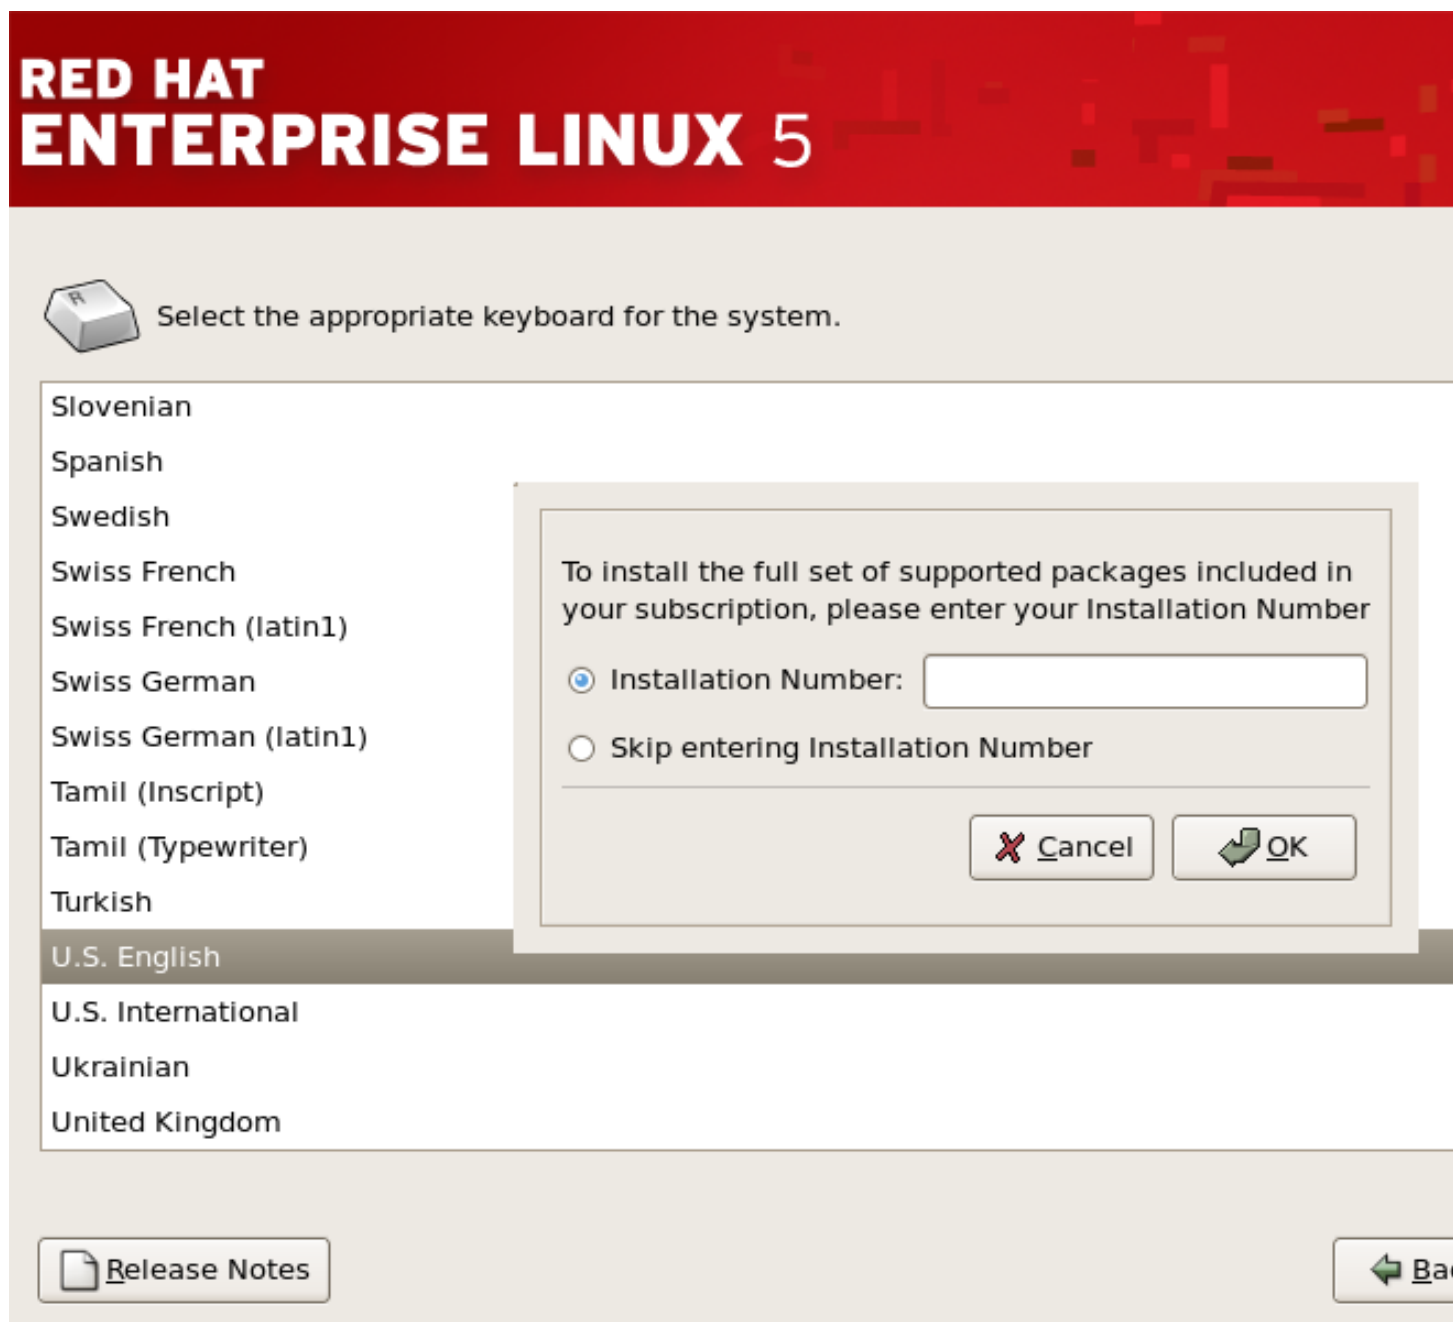 RED HAT
ENTERPRISE LINUX 5
R
Select the appropriate keyboard for the system.
Slovenian
Spanish
Swedish
Swiss French
Swiss French (latin1)
Swiss German
Swiss German (latin1)
Tamil (Inscript)
Tamil (Typewriter)
Turkish
U.S. English
U.S. International
Ukrainian
United Kingdom
To install the full set of supported packages included in
your subscription, please enter your Installation Number
Installation Number:
Skip entering Installation Number
Cancel
OK
Release Notes